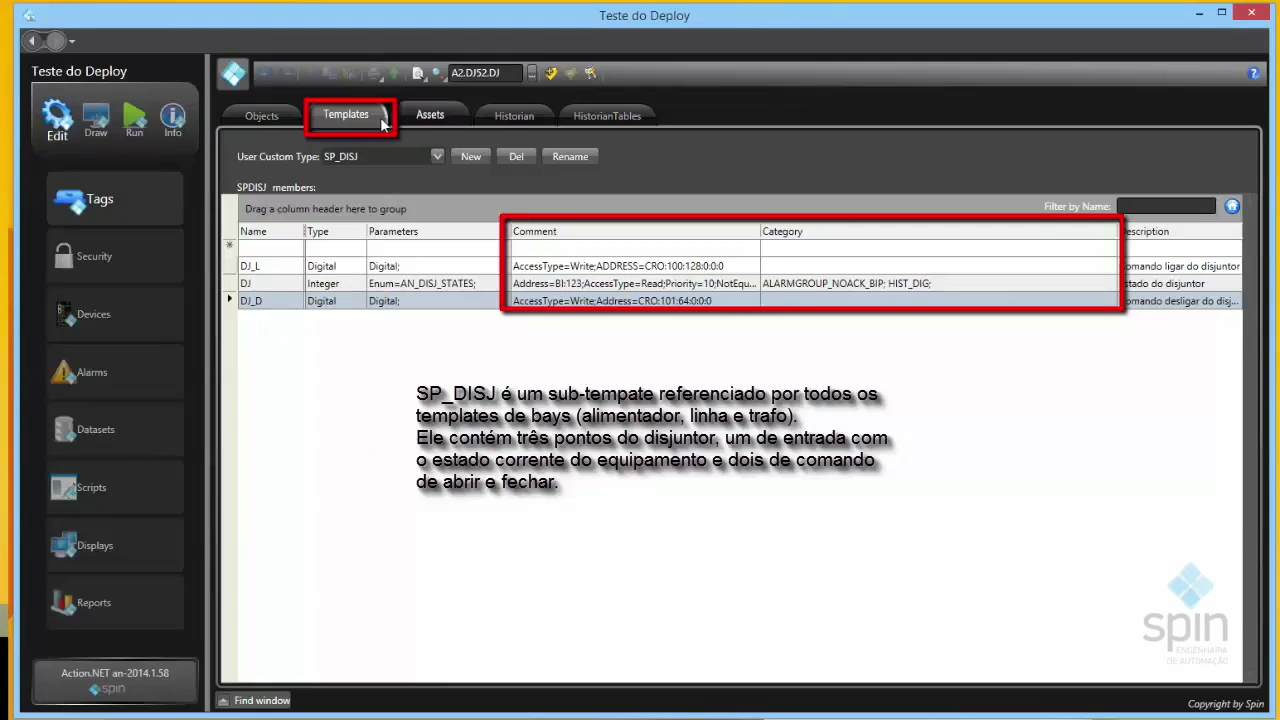 Teste do Deploy
Teste do Deploy
A2.DJ52.DJ
Edit Draw Run Info
Objects Templates Assets Historian HistorianTables
User Custom Type: SP_DISJ New Del Rename
SPDISJ members:
Drag a column header here to group
Filter by Name:
Name Type Parameters Comment Category escription
DJ_L Digital Digital; AccessType=Write;ADDRESS=CRO:100:128:0:0:0 omando ligar do disjuntor
DJ Integer Enum=AN_DISJ_STATES; Address=BI:123;AccessType=Read;Priority=10;NotEqu... ALARMGROUP_NOACK_BIP; HIST_DIG; stado do disjuntor
DJ_D Digital Digital; AccessType=Write;Address=CRO:101:64:0:0:0 omando desligar do disj...
Tags
Security
Devices
Alarms
Datasets
Scripts
Displays
Reports
SP_DISJ é um sub-tempate referenciado por todos os
templates de bays (alimentador, linha e trafo).
Ele contém três pontos do disjuntor, um de entrada com
o estado corrente do equipamento e dois de comando
de abrir e fechar.
spin
ENGENHARIA
DE AUTOMAÇÃO
Action.NET an-2014.1.58
spin
Find window
Copyright by Spin